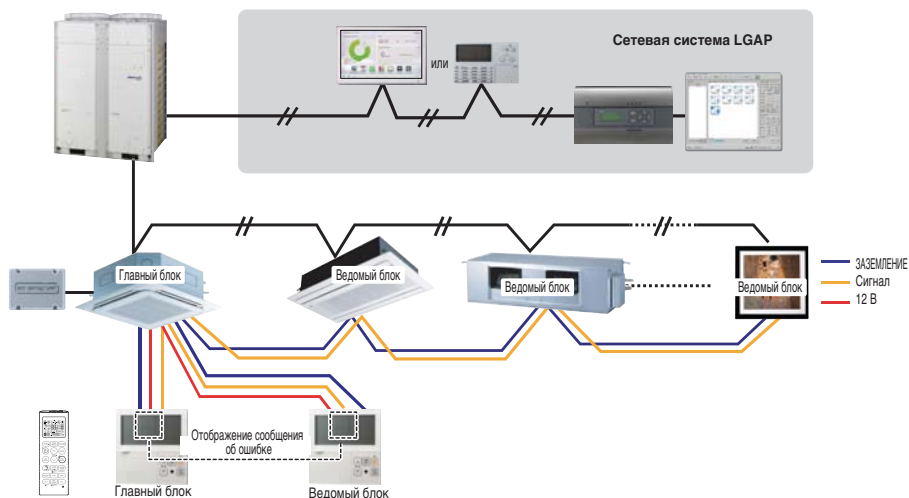 Сетевая система LGAP
или
Главный блок
Ведомый блок
Ведомый блок
Ведомый блок
ЗАЗЕМЛЕНИЕ
Сигнал
12 В
Отображение сообщения
об ошибке
Главный блок
Ведомый блок